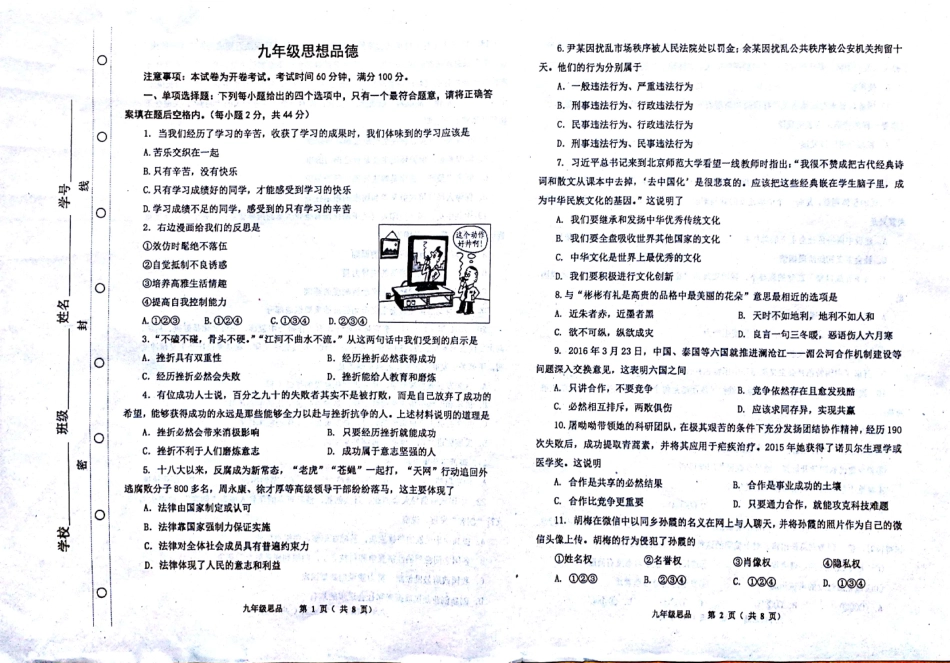 九年级思想品德
注意事项：本试卷为开卷考试。考试时间 60 分钟，满分 100 分。
一、单项选择题：下列每小题给出的四个选项中，只有一个最符合题意，请将正确答
案填在题后空格内。（每小题 2 分，共 44 分）
1．当我们经历了学习的辛苦，收获了学习的成果时，我们体味到的学习应该是
A.苦乐交织在一起
B.只有辛苦，没有快乐
C.只有学习成绩好的同学，才能感受到学习的快乐
D.学习成绩不足的同学，感受到的只有学习的辛苦
2．右边漫画给我们的反思是
①效仿时髦绝不落伍
②自觉抵制不良诱惑
③培养高雅生活情趣
④提高自我控制能力
A.①②③ B.①②④ C.①③④ D.②③④
这个动作
好帅啊！
3．“不磕不碰，骨头不硬。”“江河不曲水不流。”从这两句话中我们受到的启示是
A．挫折具有双重性 B．经历挫折必然获得成功
C．经历挫折必然会失败 D．挫折能给人教育和磨炼
4．有位成功人士说，百分之九十的失败者其实不是被打败，而是自己放弃了成功的
希望，能够获得成功的永远是那些能够全力以赴与挫折抗争的人。上述材料说明的道理是
A．挫折必然会带来消极影响 B．只要经历挫折就能成功
C．挫折不利于人们磨炼意志 D．成功属于意志坚强的人
5．十八大以来，反腐成为新常态，“老虎”“苍蝇”一起打，“天网”行动追回外
逃腐败分子 800 多名，周永康、徐才厚等高级领导干部纷纷落马，这主要体现了
A．法律由国家制定或认可
B．法律靠国家强制力保证实施
C．法律对全体社会成员具有普遍约束力
D．法律体现了人民的意志和利益
九年级思品 第 1 页（ 共 8 页）
学校
班级
姓名
学号
密
封
线
6.尹某因扰乱市场秩序被人民法院处以罚金；余某因扰乱公共秩序被公安机关拘留十
天。他们的行为分别属于
A．一般违法行为、严重违法行为
B．刑事违法行为、行政违法行为
C．民事违法行为、行政违法行为
D．刑事违法行为、民事违法行为
7．习近平总书记来到北京师范大学看望一线教师时指出：“我很不赞成把古代经典诗
词和散文从课本中去掉，‘去中国化’是很悲哀的。应该把这些经典嵌在学生脑子里，成
为中华民族文化的基因。”这说明了
A．我们要继承和发扬中华优秀传统文化
B．我们要全盘吸收世界其他国家的文化
C．中华文化是世界上最优秀的文化
D．我们要积极进行文化创新
8.与“彬彬有礼是高贵的品格中最美丽的花朵”意思最相近的选项是
A．近朱者赤，近墨者黑 B．天时不如地利，地利不如人和
C．欲不可纵，纵欲成灾 D．良言一句三冬暖，恶语伤人六月寒
9．2016 年 3 月 23 日，中国、泰国等六国就推进澜沧江——湄公河合作机制建设等
问题深入交换意见，这表明六国之间
A．只讲合作，不要竞争 B．竞争依然存在且愈发残酷
C．必然相互排斥，两败俱伤 D．应该求同存异，实现共赢
10.屠呦呦带领她的科研团队，在极其艰苦的条件下充分发扬团结协作精神，经历 190
次失败后，成功提取青蒿素，并将其应用于疟疾治疗。2015 年她获得了诺贝尔生理学或
医学奖。这说明
A．合作是共享的必然结果 B．合作是事业成功的土壤
C．合作比竞争更重要 D．只要通力合作，就能攻克科技难题
11．胡梅在微信中以同乡孙霞的名义在网上与人聊天，并将孙霞的照片作为自己的微
信头像上传。胡梅的行为侵犯了孙霞的
①姓名权 ②名誉权 ③肖像权 ④隐私权
A．①②③ B．②③④ C．①②④ D．①③④
九年级思品 第 2 页（ 共 8 页）